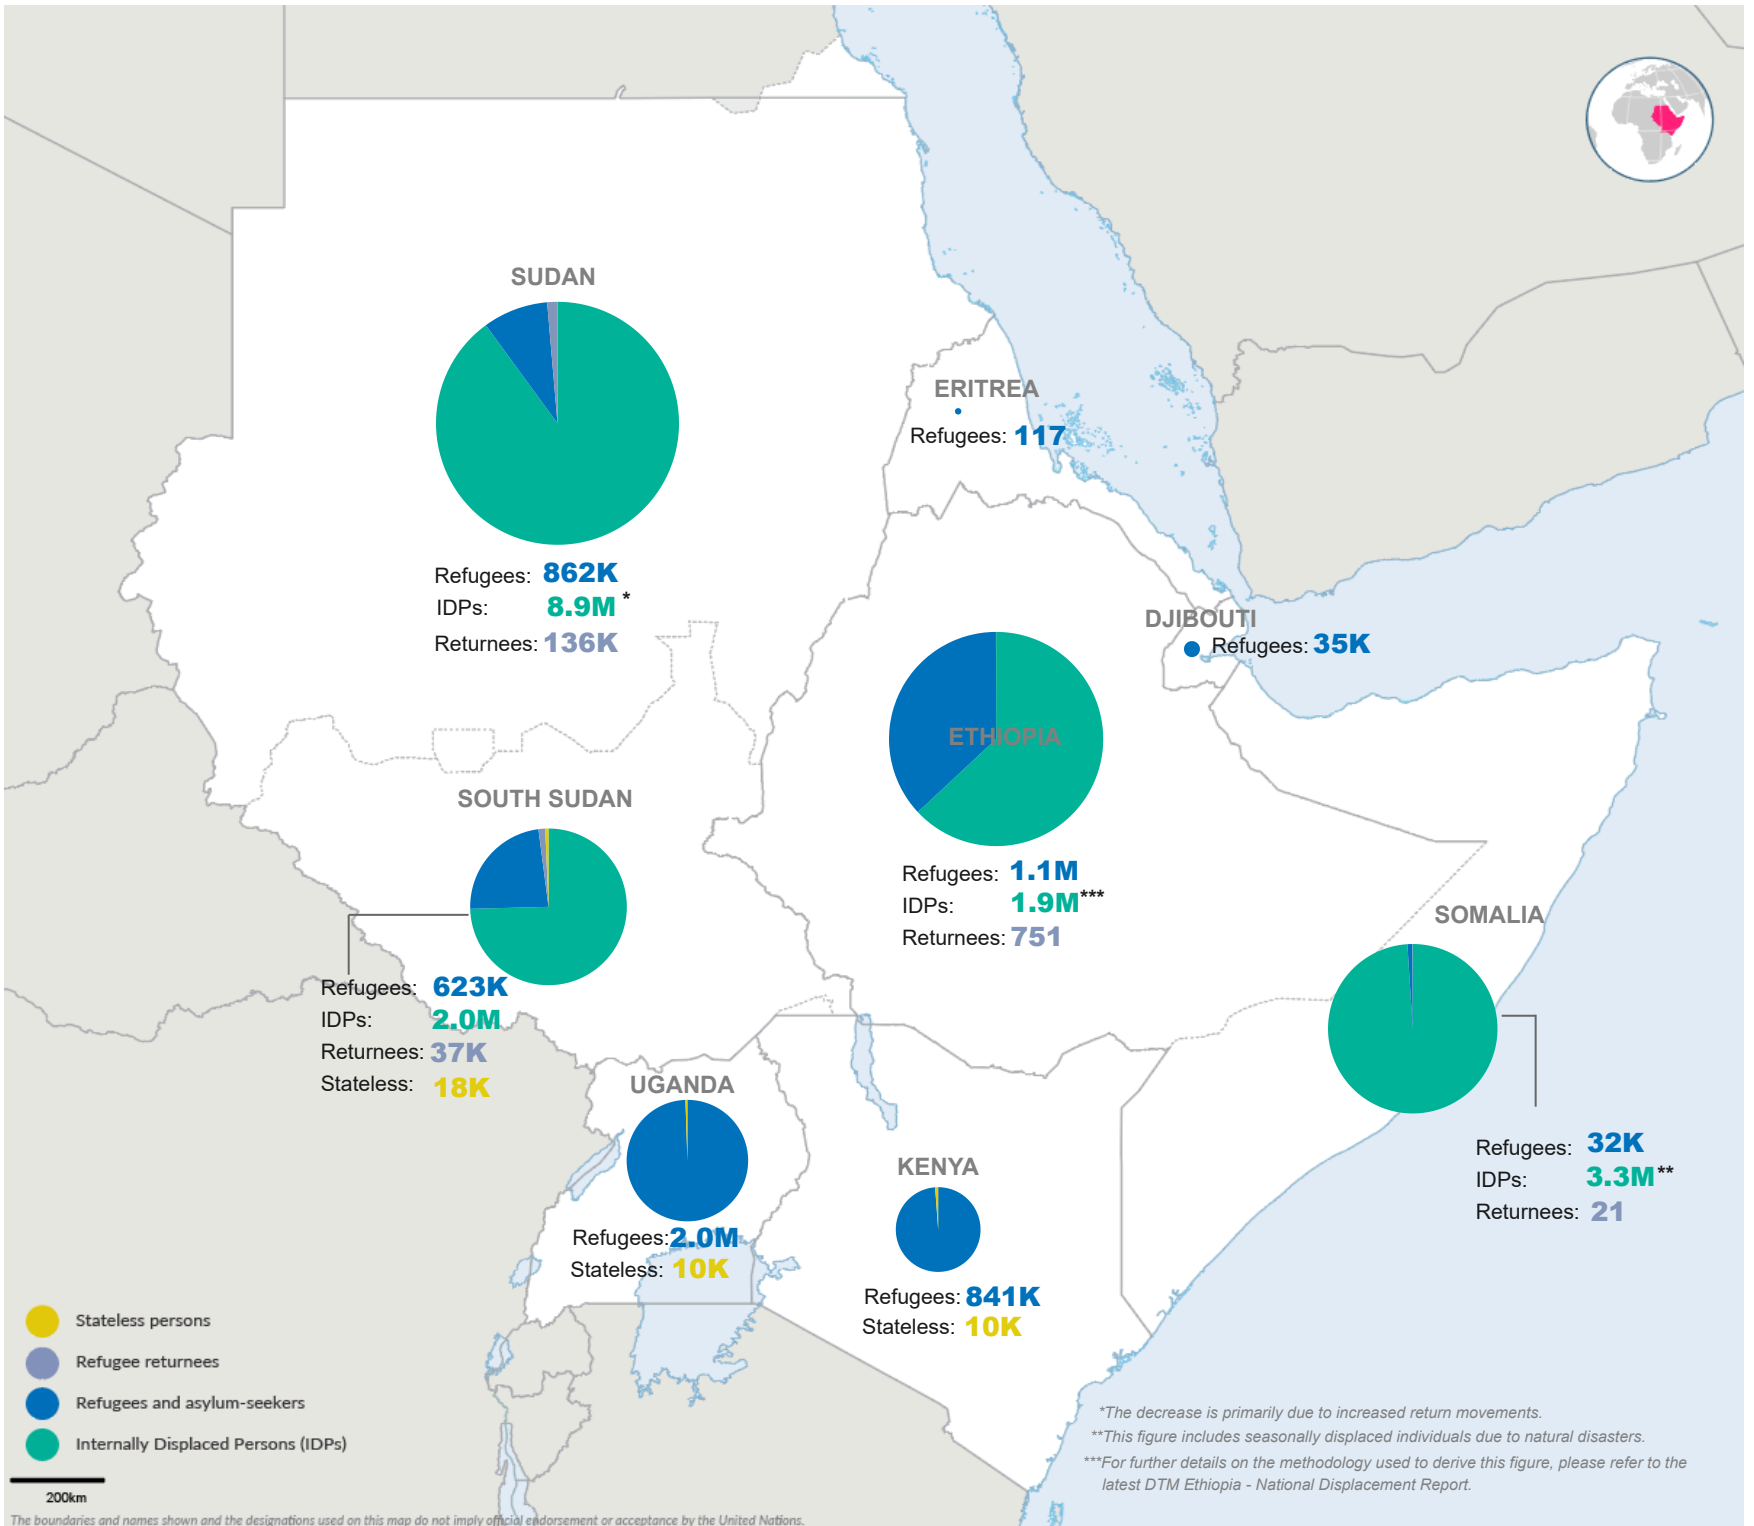 SUDAN
Refugees: 862K
IDPs: 8.9M *
Returnees: 136K
ERITREA
Refugees: 117
DJIBOUTI
Refugees: 35K
ETHIOPIA
Refugees: 1.1M
IDPs: 1.9M***
Returnees: 751
SOUTH SUDAN
Refugees: 623K
IDPs: 2.0M
Returnees: 37K
Stateless: 18K
SOMALIA
Refugees: 32K
IDPs: 3.3M**
Returnees: 21
UGANDA
Refugees: 2.0M
Stateless: 10K
KENYA
Refugees: 841K
Stateless: 10K
Stateless persons
Refugee returnees
Refugees and asylum-seekers
Internally Displaced Persons (IDPs)
200km
*The decrease is primarily due to increased return movements.
**This figure includes seasonally displaced individuals due to natural disasters.
***For further details on the methodology used to derive this figure, please refer to the
latest DTM Ethiopia - National Displacement Report.
The boundaries and names shown and the designations used on this map do not imply official endorsement or acceptance by the United Nations.